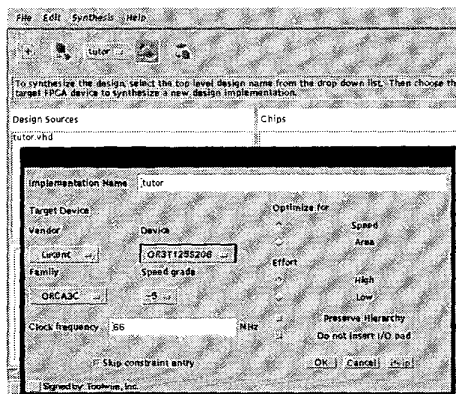 File Edit Synthesis Help
tutor
To synthesize the design, select the top level design name from the drop down list. Then choose the
target FPGA device to synthesize a new design implementation.
Design Sources Chips
tutor.vhd
Implementation Name tutor
Target Device Optimize for
Vendor Device Speed
Area
Lucent OR3T125S208
Effort
Family Speed grade
High
ORCA3C -5
Low
Clock frequency 66 MHz
Preserve Hierarchy
Do not insert I/O pad
Skip constraint entry OK Cancel Help
Signed by: Toolwire, Inc.